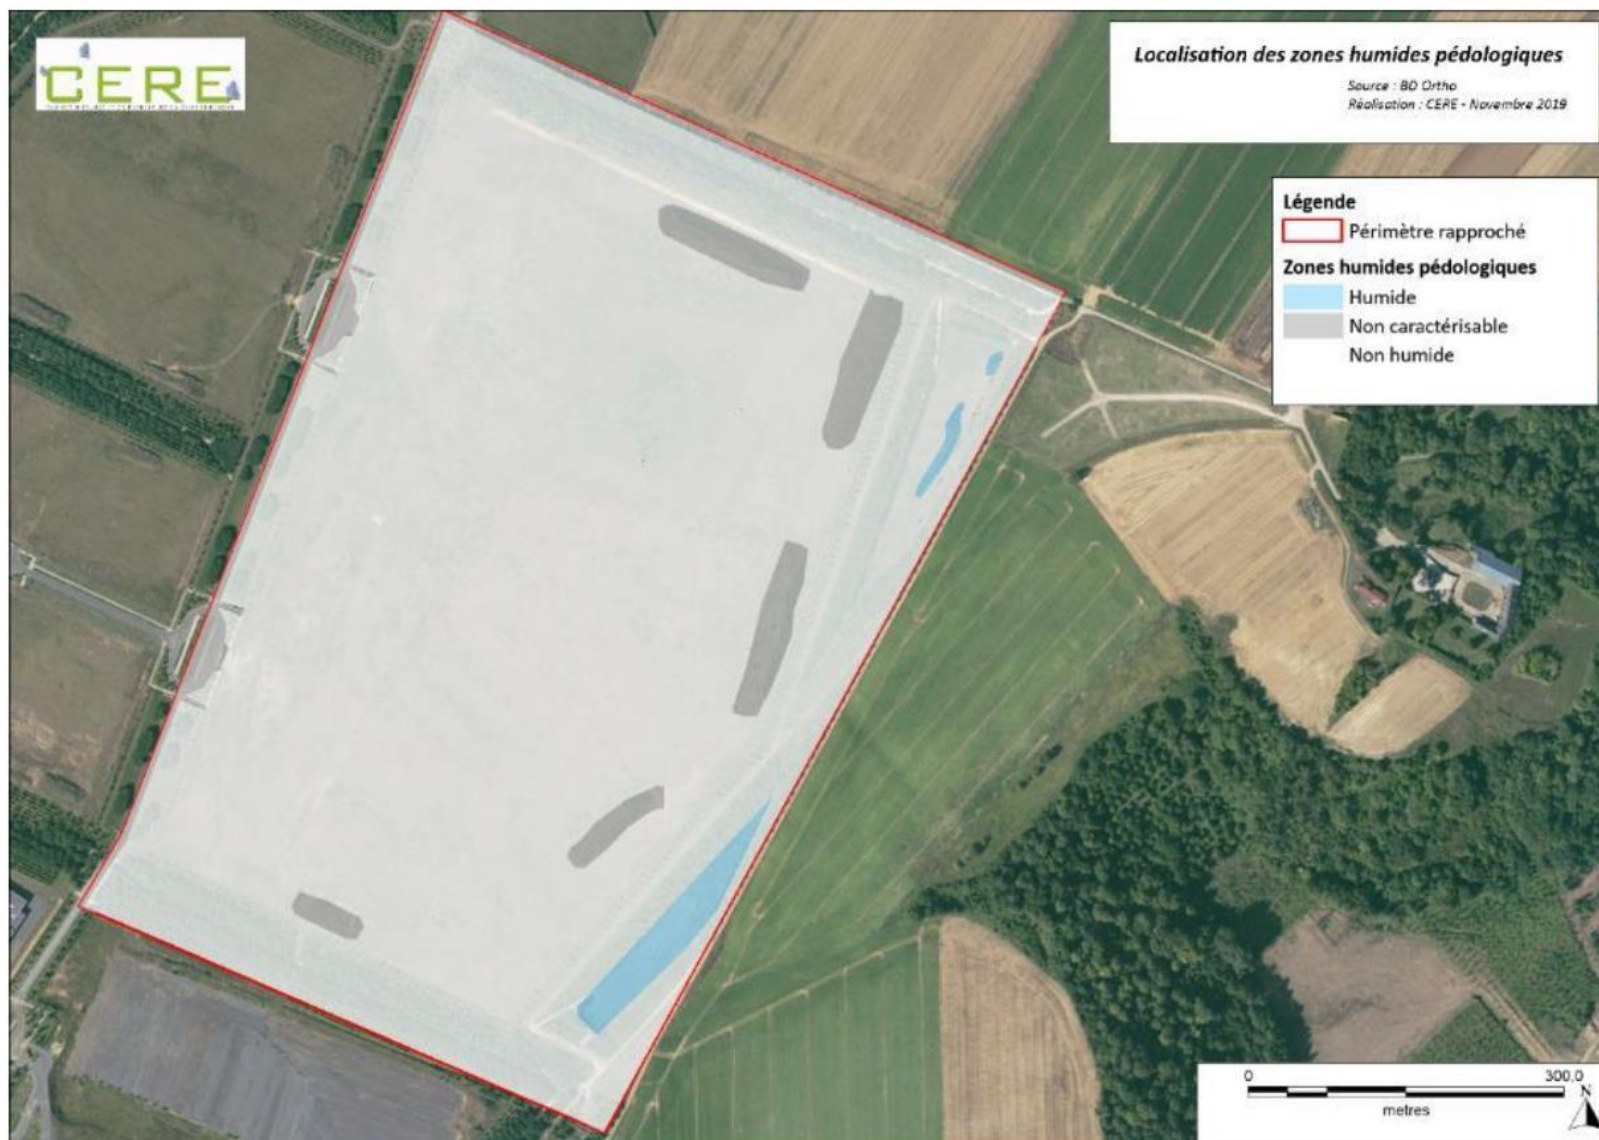 CERE
Localisation des zones humides pédologiques
Source : BD Ortho
Réalisation : CERE - Novembre 2019
Légende
Périmètre rapproché
Zones humides pédologiques
Humide
Non caractérisable
Non humide
0 300,0
N
metres